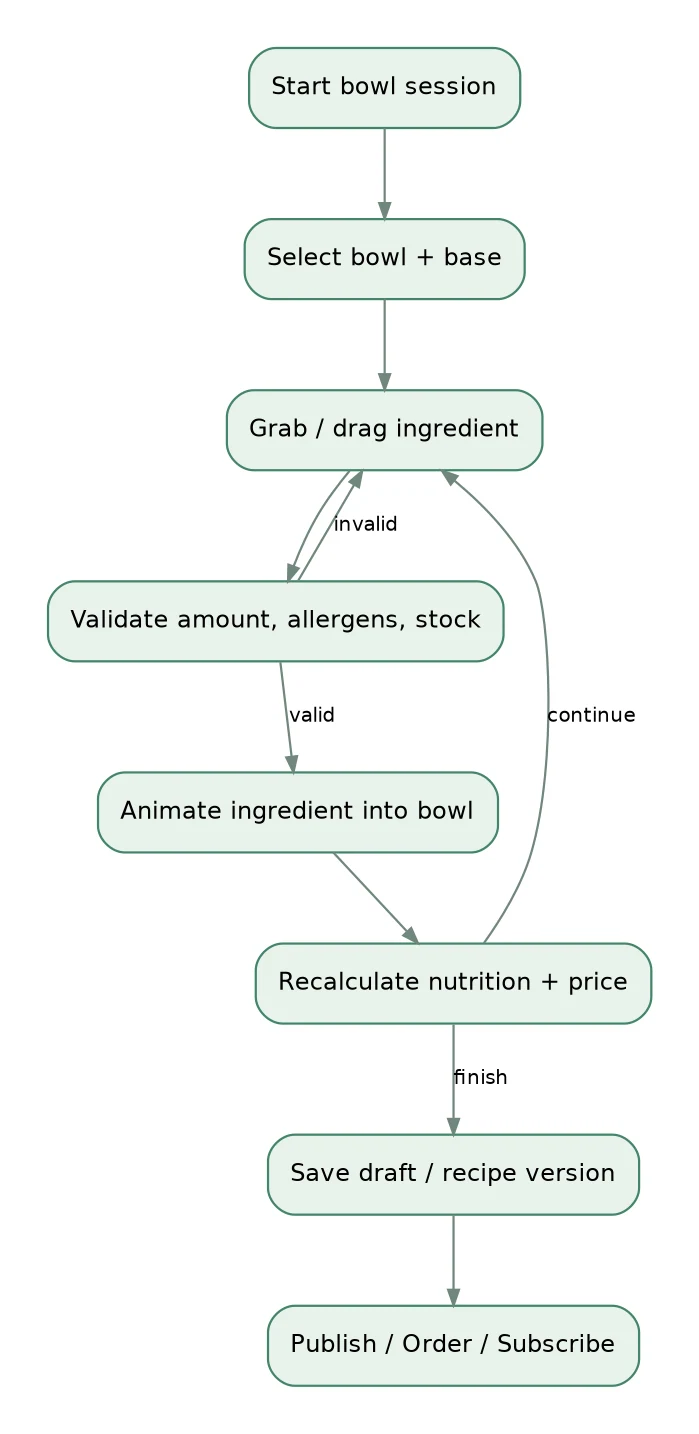 Start bowl session
Select bowl + base
Grab / drag ingredient
invalid
Validate amount, allergens, stock
valid
continue
Animate ingredient into bowl
Recalculate nutrition + price
finish
Save draft / recipe version
Publish / Order / Subscribe